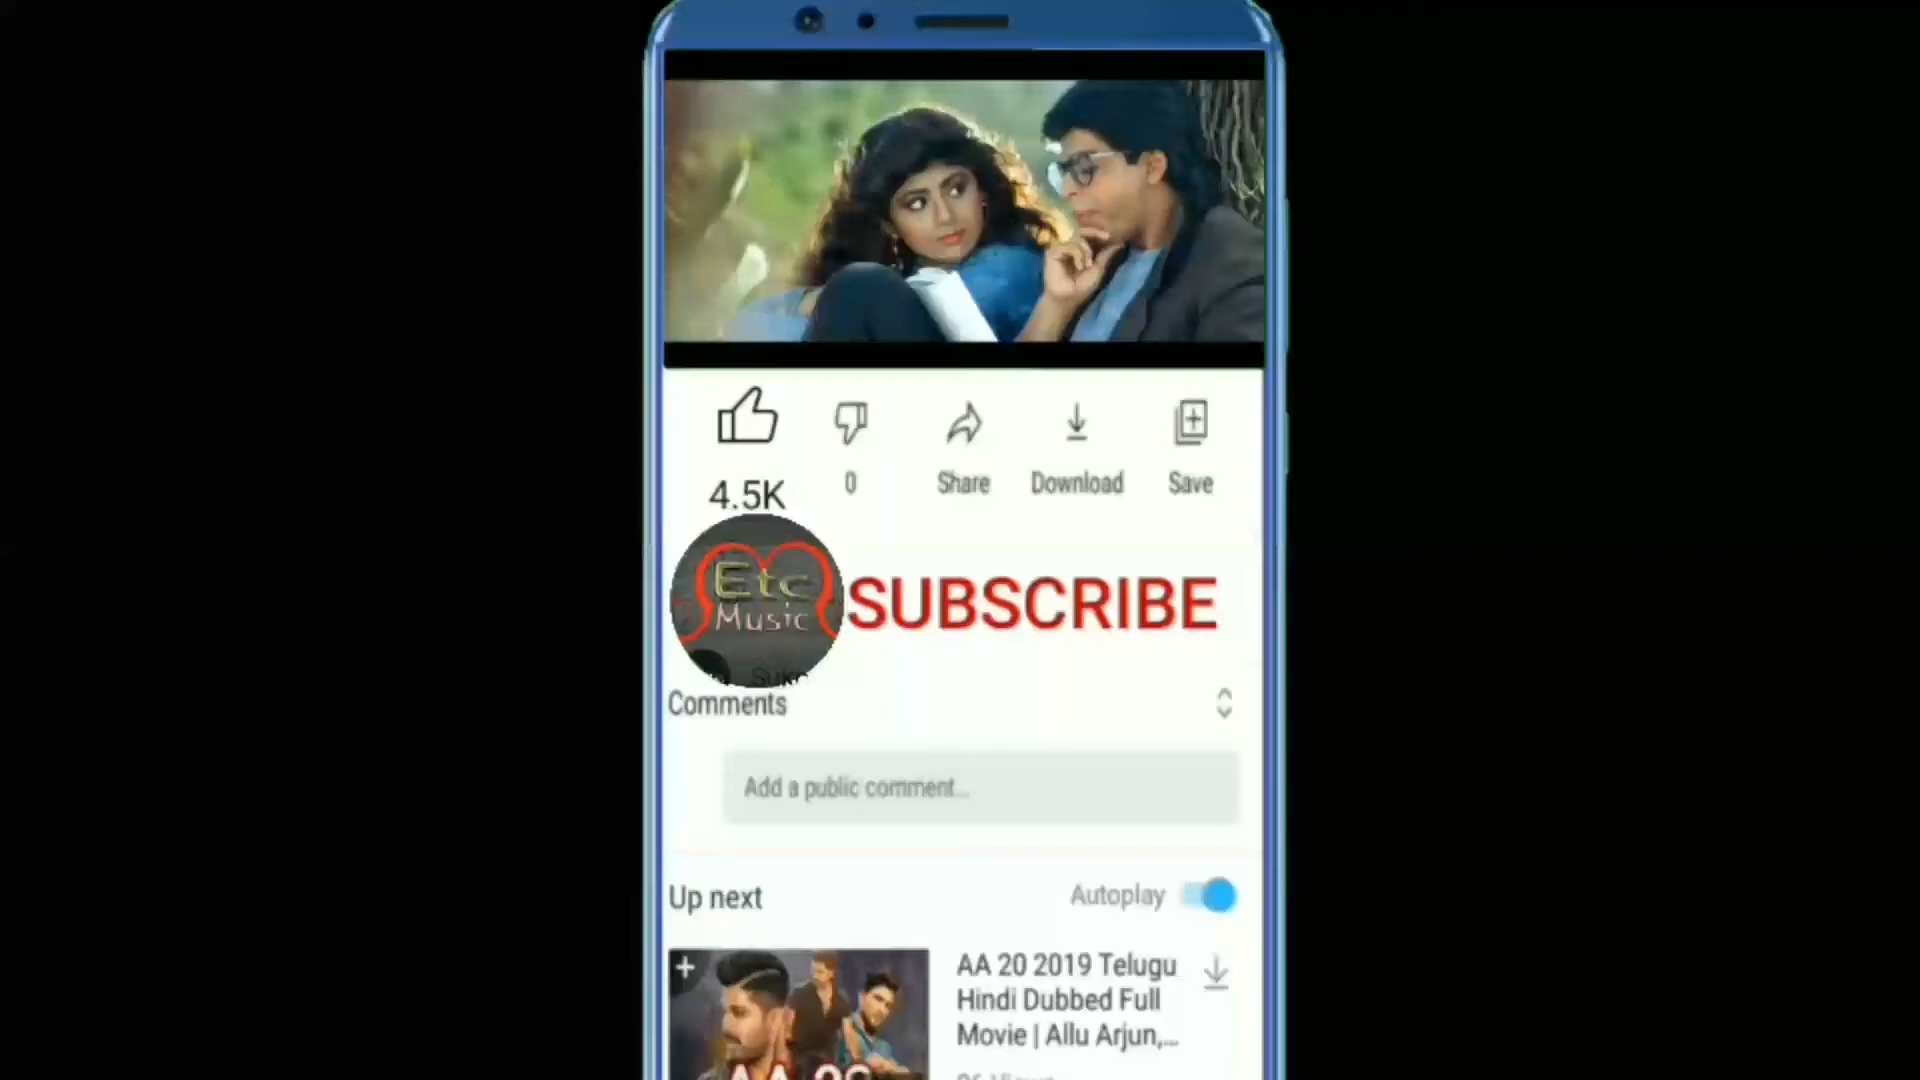 4.5K
0
Share
Download
Save
Etc
Music
SUBSCRIBE
Comments
Add a public comment...
Up next
Autoplay
AA 20 2019 Telugu
Hindi Dubbed Full
Movie | Allu Arjun,...